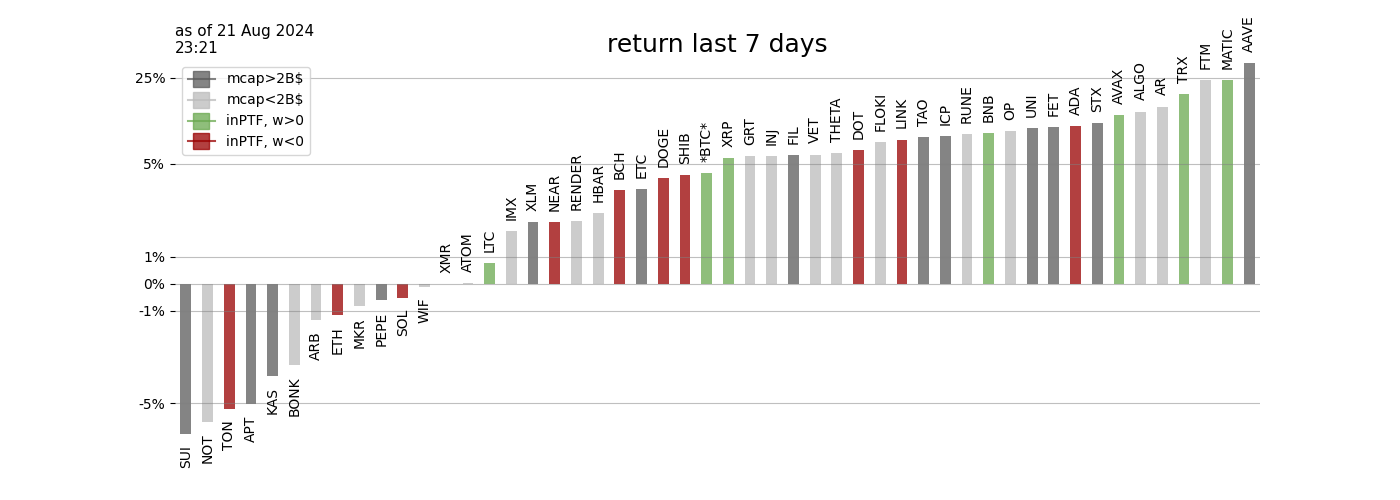 as of 21 Aug 2024
23:21
return last 7 days
mcap>2B$
mcap<2B$
inPTF, w>0
inPTF, w<0
25%
5%
1%
0%
-1%
-5%
SUI
NOT
TON
APT
KAS
BONK
ARB
ETH
MKR
PEPE
SOL
WIF
XMR
ATOM
LTC
IMX
XLM
NEAR
RENDER
HBAR
BCH
ETC
DOGE
SHIB
*BTC*
XRP
GRT
INJ
FIL
VET
THETA
DOT
FLOKI
LINK
TAO
ICP
RUNE
BNB
OP
UNI
FET
ADA
STX
AVAX
ALGO
AR
TRX
FTM
MATIC
AAVE